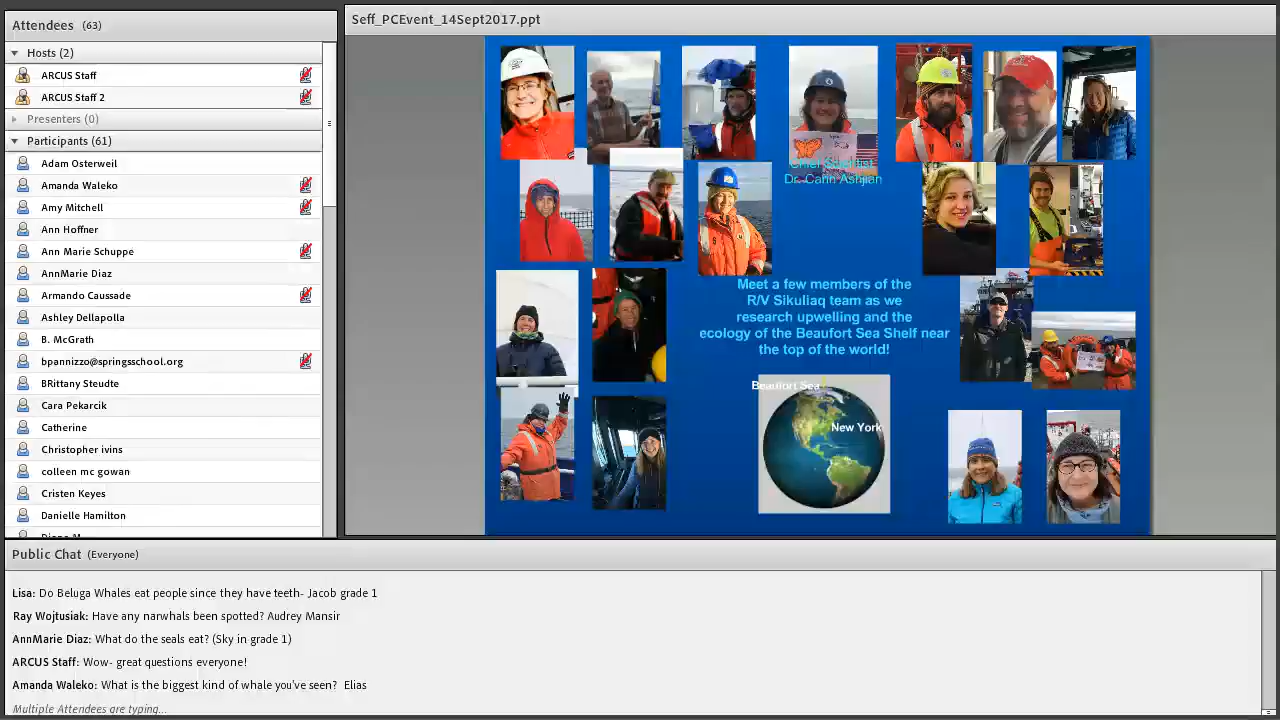 Attendees (63)
Hosts (2)
ARCUS Staff
ARCUS Staff 2
Presenters (0)
Participants (61)
Adam Osterweil
Amanda Waleko
Amy Mitchell
Ann Hoffner
Ann Marie Schuppe
AnnMarie Diaz
Armando Caussade
Ashley Dellapolla
B. McGrath
bpannizzo@springsschool.org
BRittany Steudte
Cara Pekarcik
Catherine
Christopher ivins
colleen mc gowan
Cristen Keyes
Danielle Hamilton
Seff_PCEvent_14Sept2017.ppt
Chief Scientist
Dr. Carin Ashjian
Meet a few members of the
R/V Sikuliaq team as we
research upwelling and the
ecology of the Beaufort Sea Shelf near
the top of the world!
Beaufort Sea
New York
Public Chat (Everyone)
Lisa: Do Beluga Whales eat people since they have teeth- Jacob grade 1
Ray Wojtusiak: Have any narwhals been spotted? Audrey Mansir
AnnMarie Diaz: What do the seals eat? (Sky in grade 1)
ARCUS Staff: Wow- great questions everyone!
Amanda Waleko: What is the biggest kind of whale you've seen? Elias
Multiple Attendees are typing...